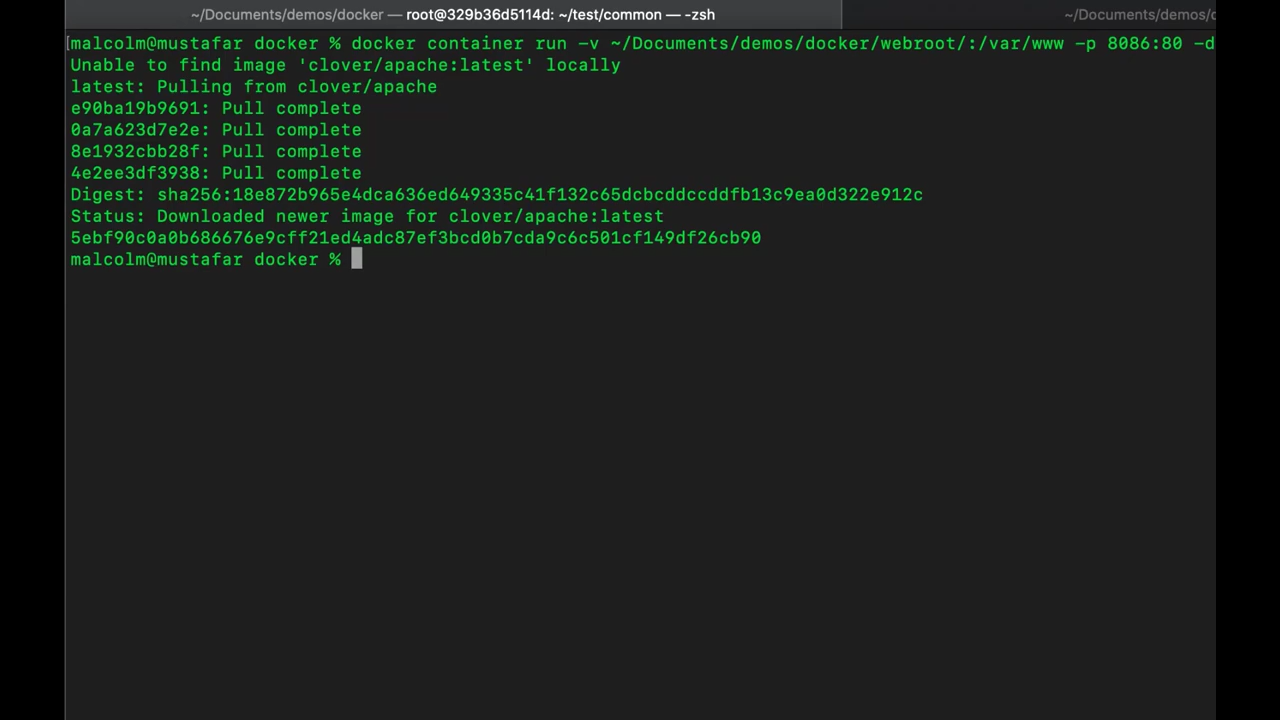 ~/Documents/demos/docker — root@329b36d5114d: ~/test/common — -zsh
~/Documents/demos/d
[malcolm@mustafar docker % docker container run -v ~/Documents/demos/docker/webroot/:/var/www -p 8086:80 -d
Unable to find image 'clover/apache:latest' locally
latest: Pulling from clover/apache
e90ba19b9691: Pull complete
0a7a623d7e2e: Pull complete
8e1932cbb28f: Pull complete
4e2ee3df3938: Pull complete
Digest: sha256:18e872b965e4dca636ed649335c41f132c65dcbcddccddfb13c9ea0d322e912c
Status: Downloaded newer image for clover/apache:latest
5ebf90c0a0b686676e9cff21ed4adc87ef3bcd0b7cda9c6c501cf149df26cb90
malcolm@mustafar docker %